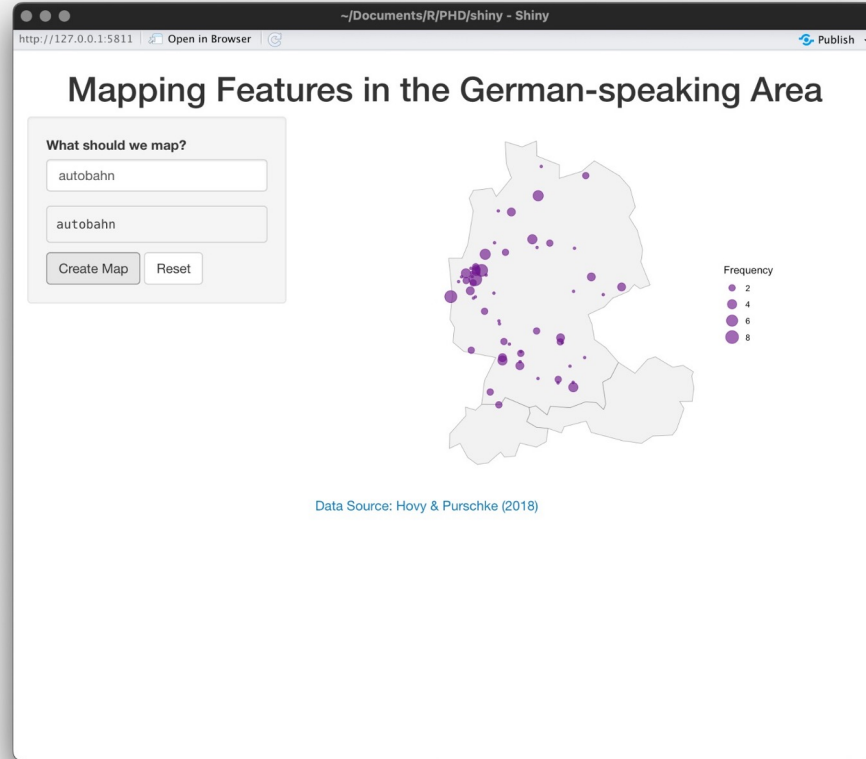 ~/Documents/R/PHD/shiny - Shiny
http://127.0.0.1:5811 Open in Browser Publish
Mapping Features in the German-speaking Area
What should we map?
autobahn
autobahn
Create Map Reset
Frequency
2
4
6
8
Data Source: Hovy & Purschke (2018)